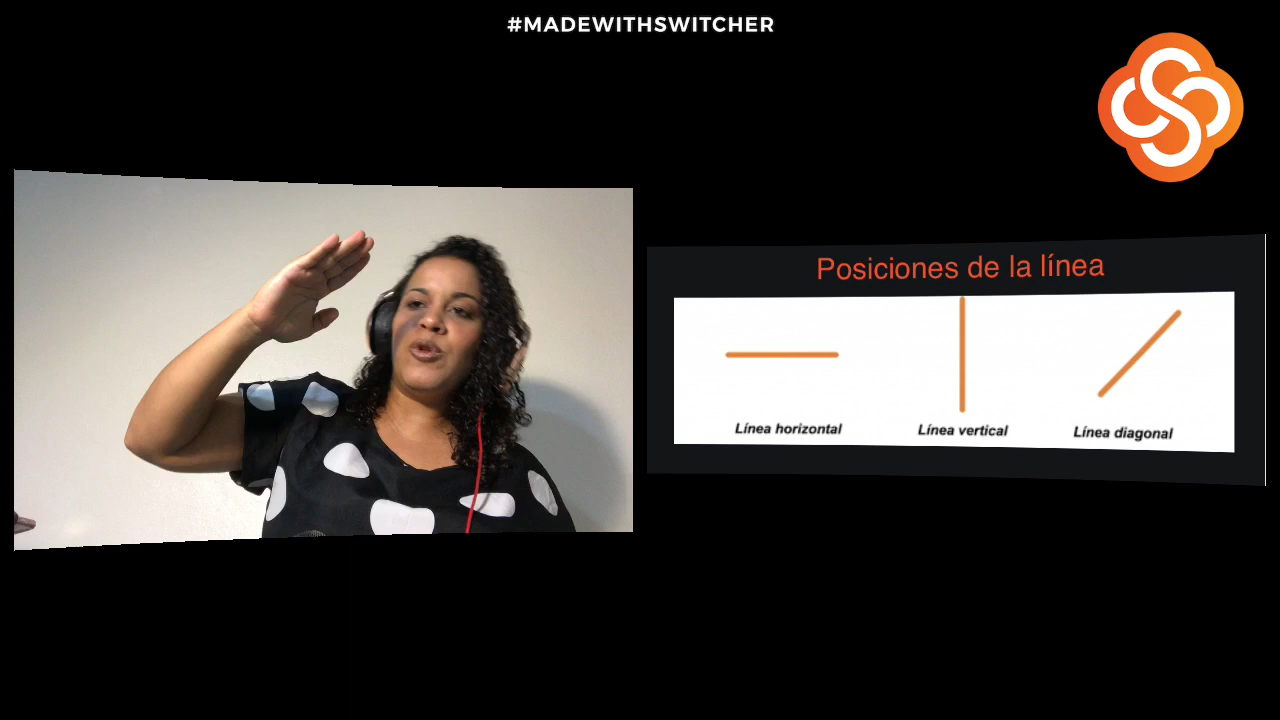 #MADEWITHSWITCHER
Posiciones de la línea
Línea horizontal
Línea vertical
Línea diagonal